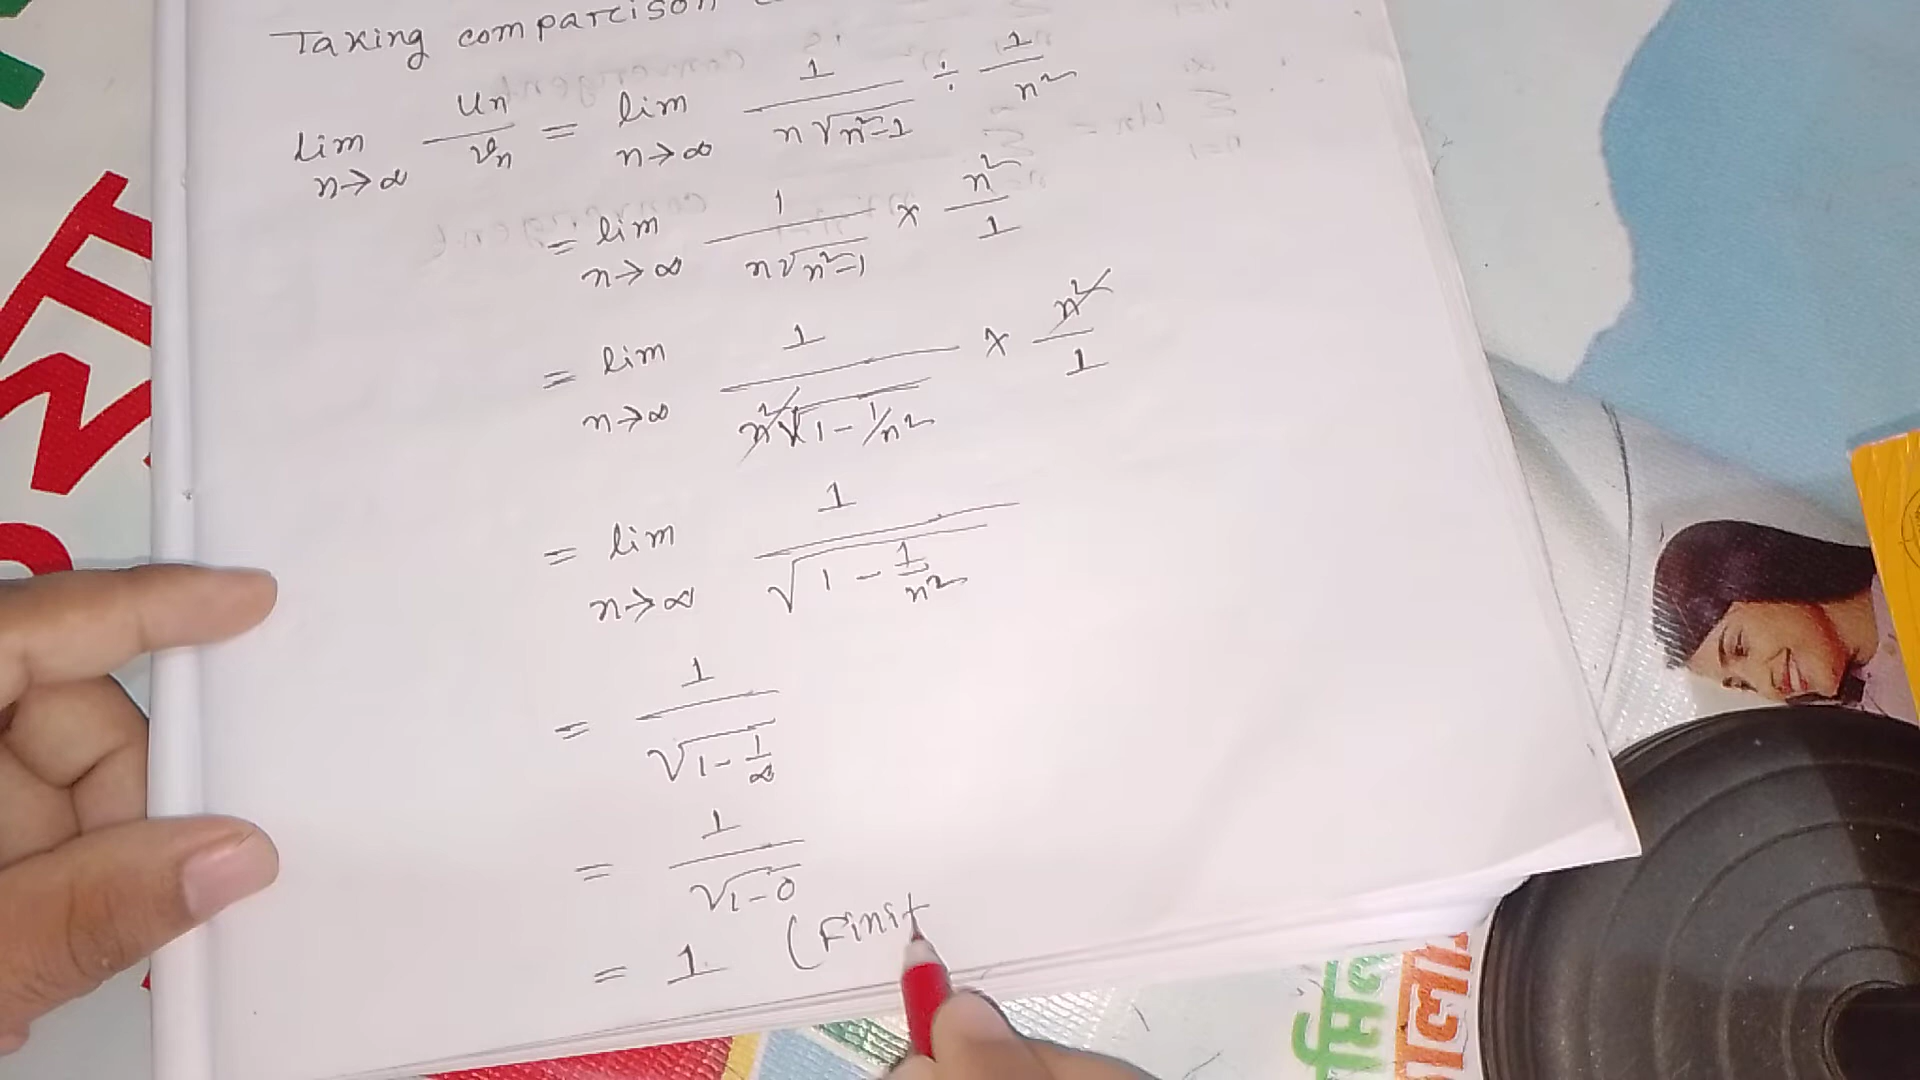 Taking comparison
lim n→∞ un/vn = lim n→∞ 1/(n√(n²-1)) ÷ 1/n²
= lim n→∞ 1/(n√(n²-1)) × n²/1
= lim n→∞ 1/(n²√(1-1/n²)) × n²/1
= lim n→∞ 1/√(1-1/n²)
= 1/√(1-1/∞)
= 1/√(1-0)
= 1 (Finit